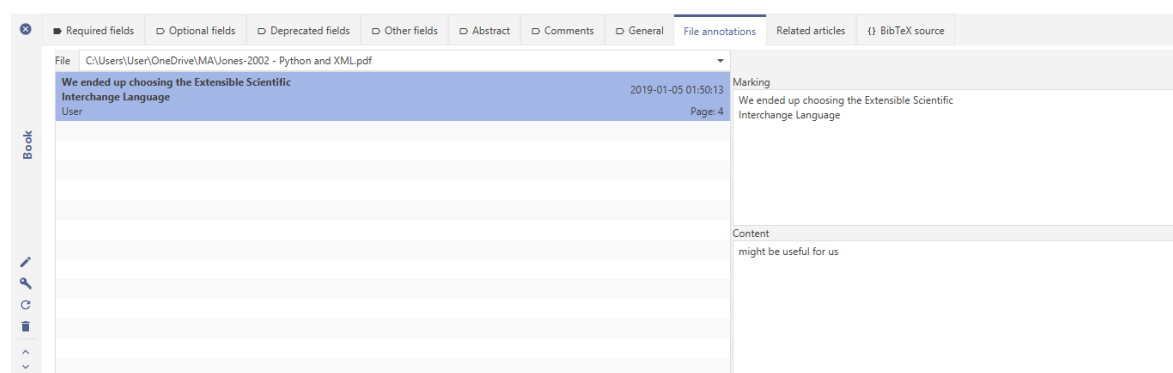 Required fields
Optional fields
Deprecated fields
Other fields
Abstract
Comments
General
File annotations
Related articles
{} BibTeX source
File C:\Users\User\OneDrive\MA\Jones-2002 - Python and XML.pdf
We ended up choosing the Extensible Scientific
Interchange Language
2019-01-05 01:50:13
User
Page: 4
Book
Marking
We ended up choosing the Extensible Scientific
Interchange Language
Content
might be useful for us